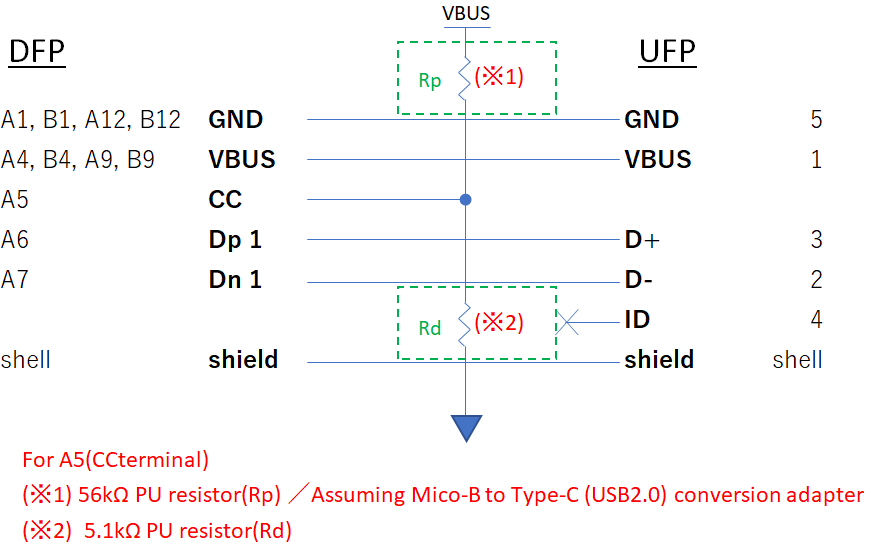 VBUS
DFP
UFP
Rp (※1)
A1, B1, A12, B12 GND GND 5
A4, B4, A9, B9 VBUS VBUS 1
A5 CC
A6 Dp 1 D+ 3
A7 Dn 1 D- 2
Rd (※2) ID 4
shell shield shield shell
For A5(CCterminal)
(※1) 56kΩ PU resistor(Rp) ／Assuming Mico-B to Type-C (USB2.0) conversion adapter
(※2) 5.1kΩ PU resistor(Rd)